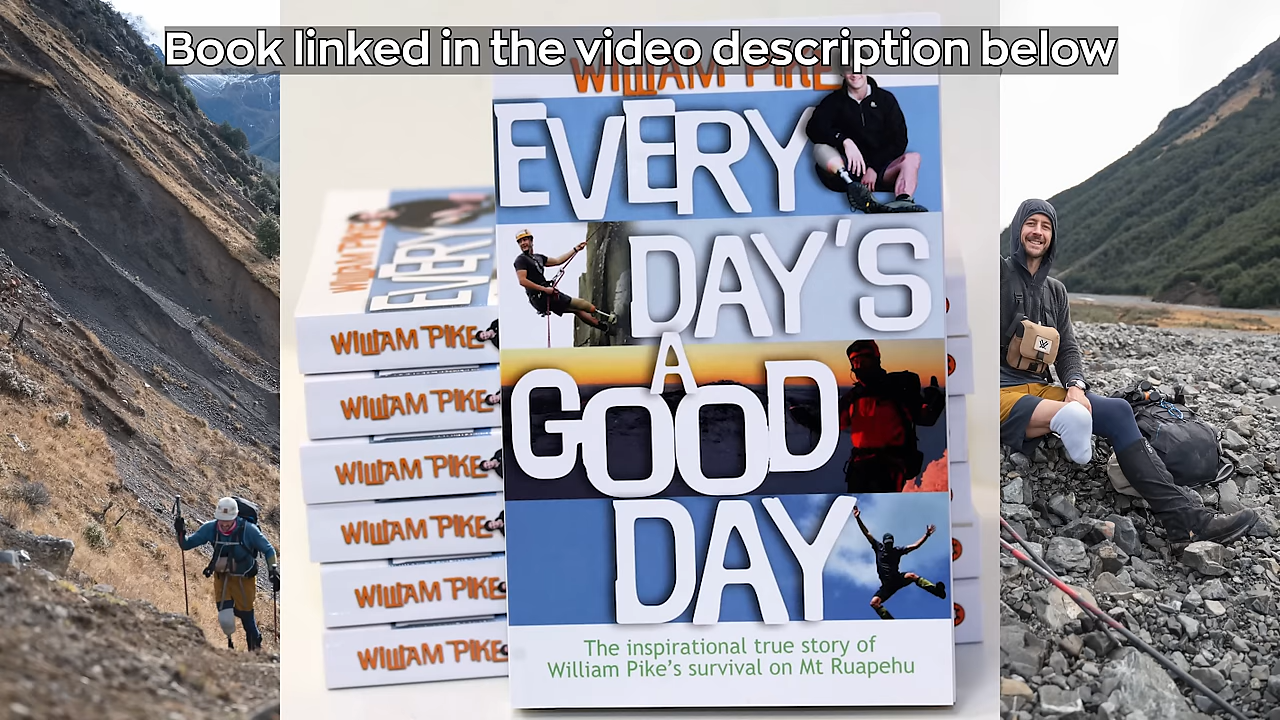 Book linked in the video description below
WILLIAM PIKE
EVERY
DAY'S
A
GOOD
DAY
The inspirational true story of
William Pike's survival on Mt Ruapehu
WILLIAM PIKE
EVERY
WILLIAM PIKE
WILLIAM PIKE
WILLIAM PIKE
WILLIAM PIKE
WILLIAM PIKE
WILLIAM PIKE